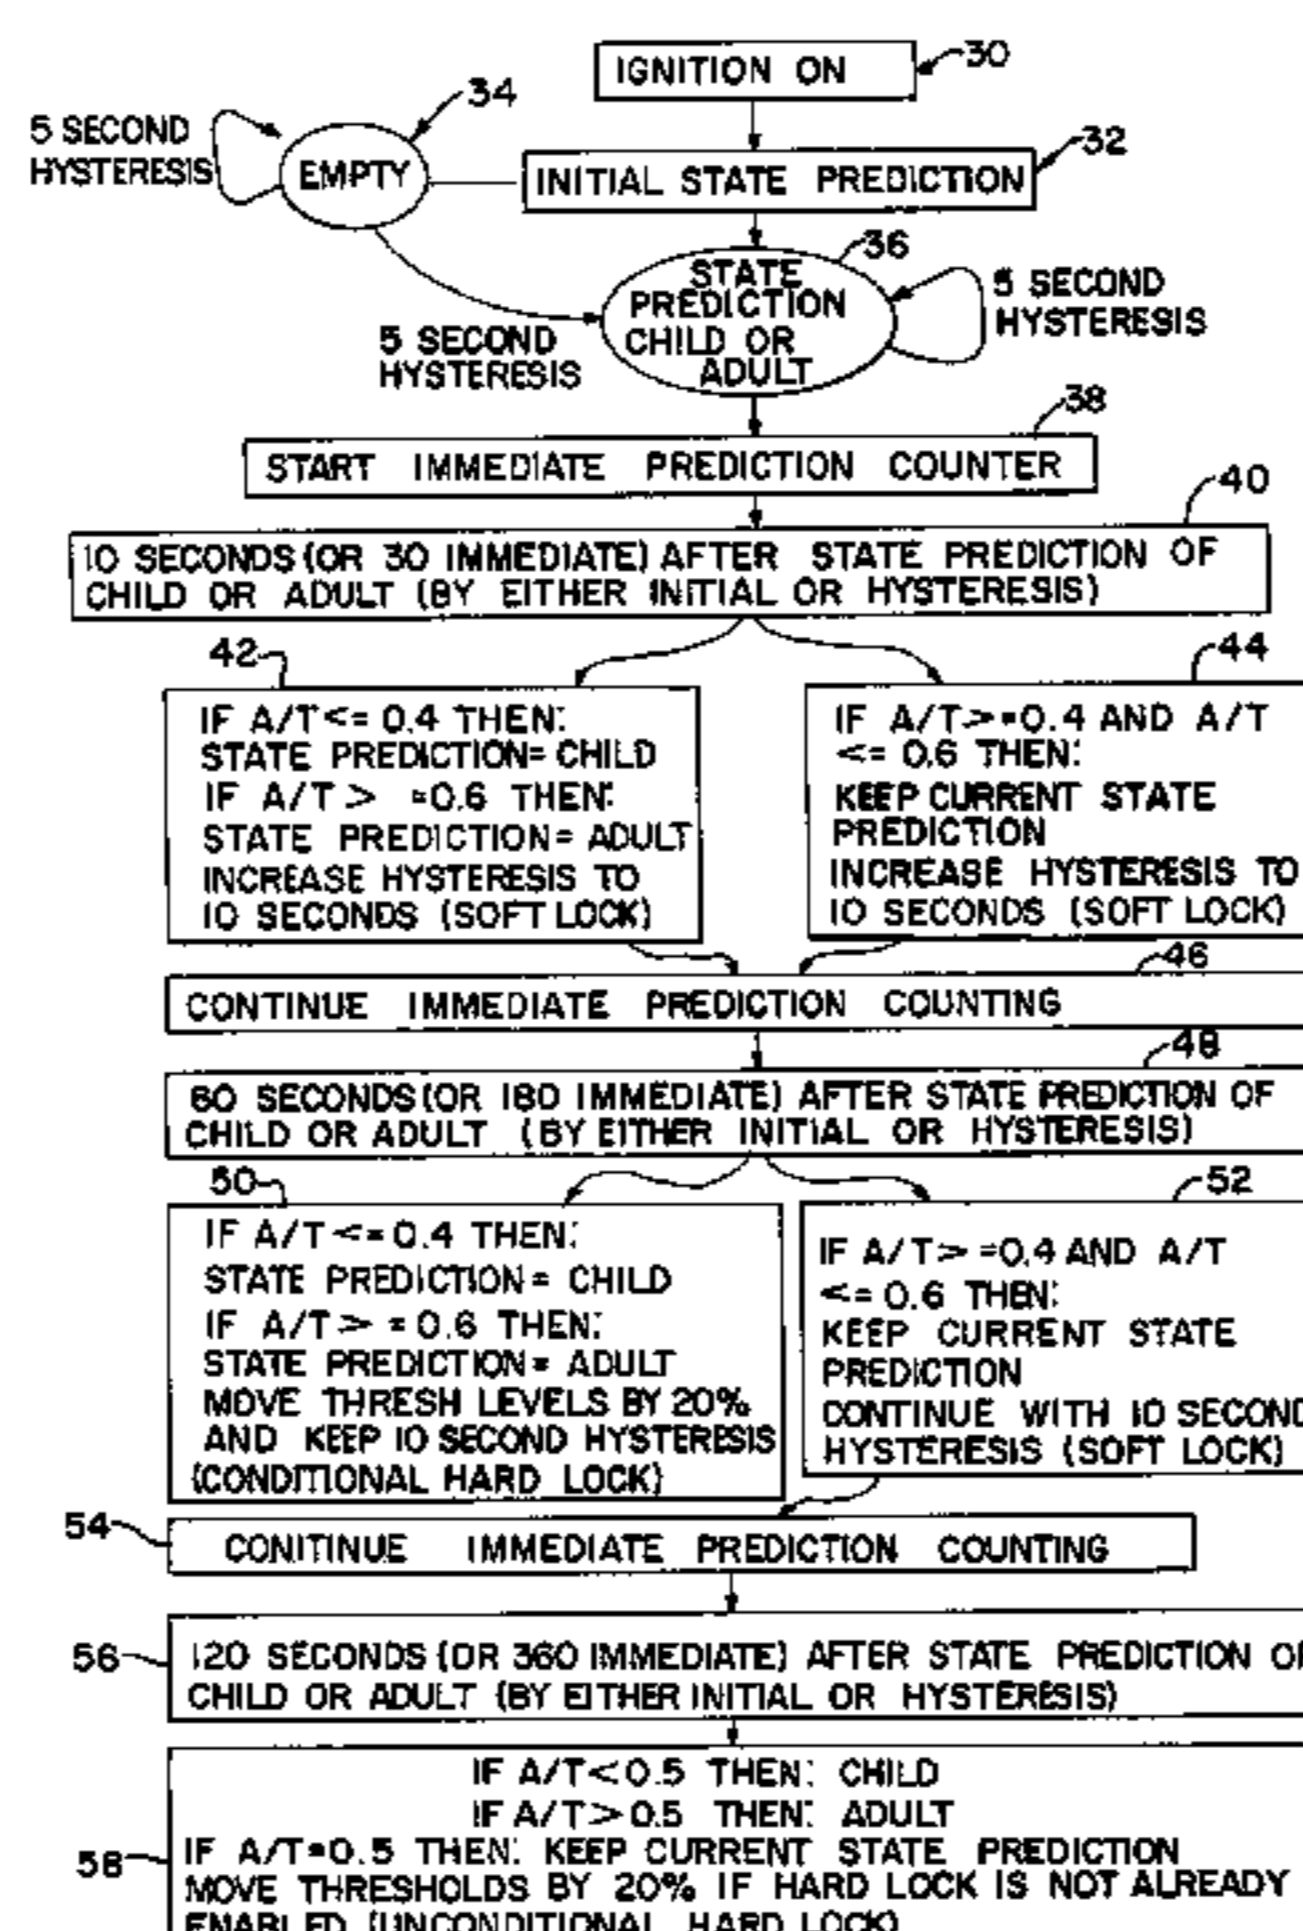 IGNITION ON
30
34
5 SECOND
HYSTERESIS
EMPTY
32
INITIAL STATE PREDICTION
36
STATE
PREDICTION
CHILD OR
ADULT
5 SECOND
HYSTERESIS
5 SECOND
HYSTERESIS
38
START IMMEDIATE PREDICTION COUNTER
40
10 SECONDS (OR 30 IMMEDIATE) AFTER STATE PREDICTION OF
CHILD OR ADULT (BY EITHER INITIAL OR HYSTERESIS)
42
IF A/T <= 0.4 THEN:
STATE PREDICTION= CHILD
IF A/T > =0.6 THEN:
STATE PREDICTION= ADULT
INCREASE HYSTERESIS TO
10 SECONDS (SOFT LOCK)
44
IF A/T>=0.4 AND A/T
<= 0.6 THEN:
KEEP CURRENT STATE
PREDICTION
INCREASE HYSTERESIS TO
10 SECONDS (SOFT LOCK)
46
CONTINUE IMMEDIATE PREDICTION COUNTING
48
60 SECONDS (OR 180 IMMEDIATE) AFTER STATE PREDICTION OF
CHILD OR ADULT (BY EITHER INITIAL OR HYSTERESIS)
50
IF A/T <= 0.4 THEN:
STATE PREDICTION = CHILD
IF A/T > = 0.6 THEN:
STATE PREDICTION = ADULT
MOVE THRESH LEVELS BY 20%
AND KEEP 10 SECOND HYSTERESIS
(CONDITIONAL HARD LOCK)
52
IF A/T > =0.4 AND A/T
<= 0.6 THEN:
KEEP CURRENT STATE
PREDICTION
CONTINUE WITH 10 SECOND
HYSTERESIS (SOFT LOCK)
54
CONITINUE IMMEDIATE PREDICTION COUNTING
56
120 SECONDS (OR 360 IMMEDIATE) AFTER STATE PREDICTION OF
CHILD OR ADULT (BY EITHER INITIAL OR HYSTERESIS)
58
IF A/T<0.5 THEN: CHILD
IF A/T>0.5 THEN: ADULT
IF A/T=0.5 THEN: KEEP CURRENT STATE PREDICTION
MOVE THRESHOLDS BY 20% IF HARD LOCK IS NOT ALREADY
ENABLED (UNCONDITIONAL HARD LOCK)